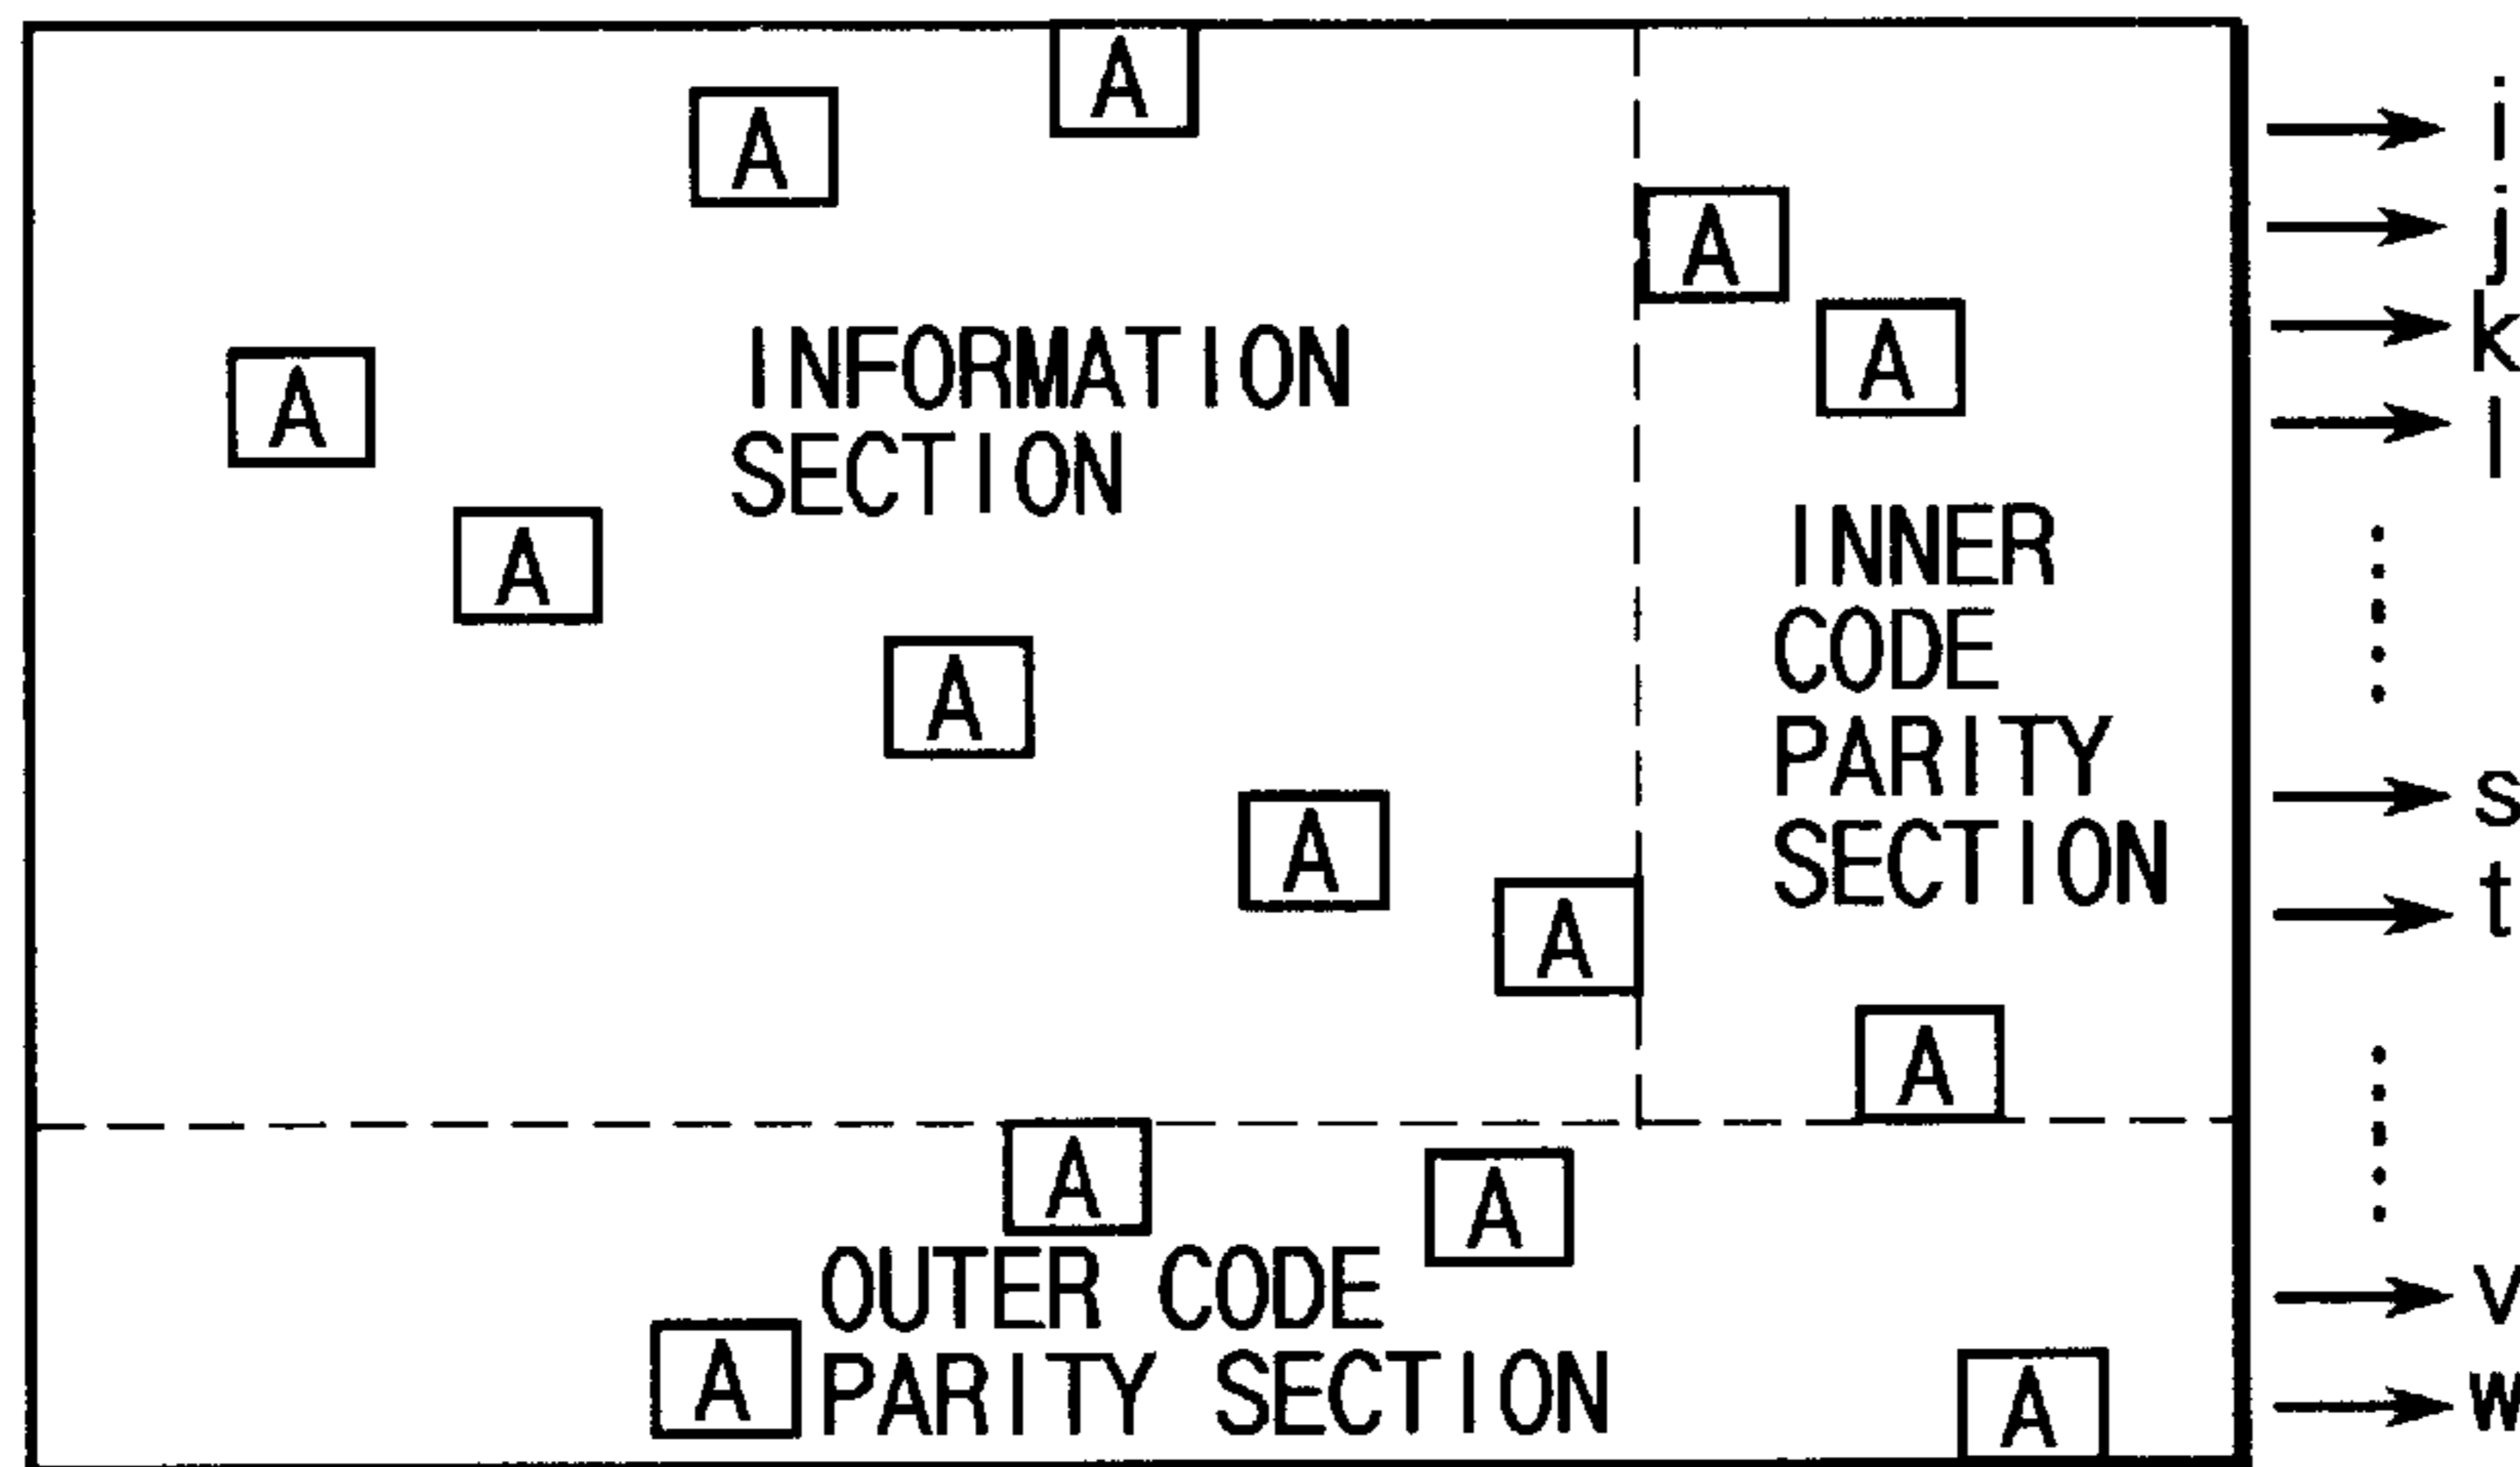 A
A
i
A
j
A
k
A
INFORMATION
SECTION
l
A
INNER
CODE
PARITY
SECTION
A
A
s
A
t
A
A
A
OUTER CODE
PARITY SECTION
A
v
A
w